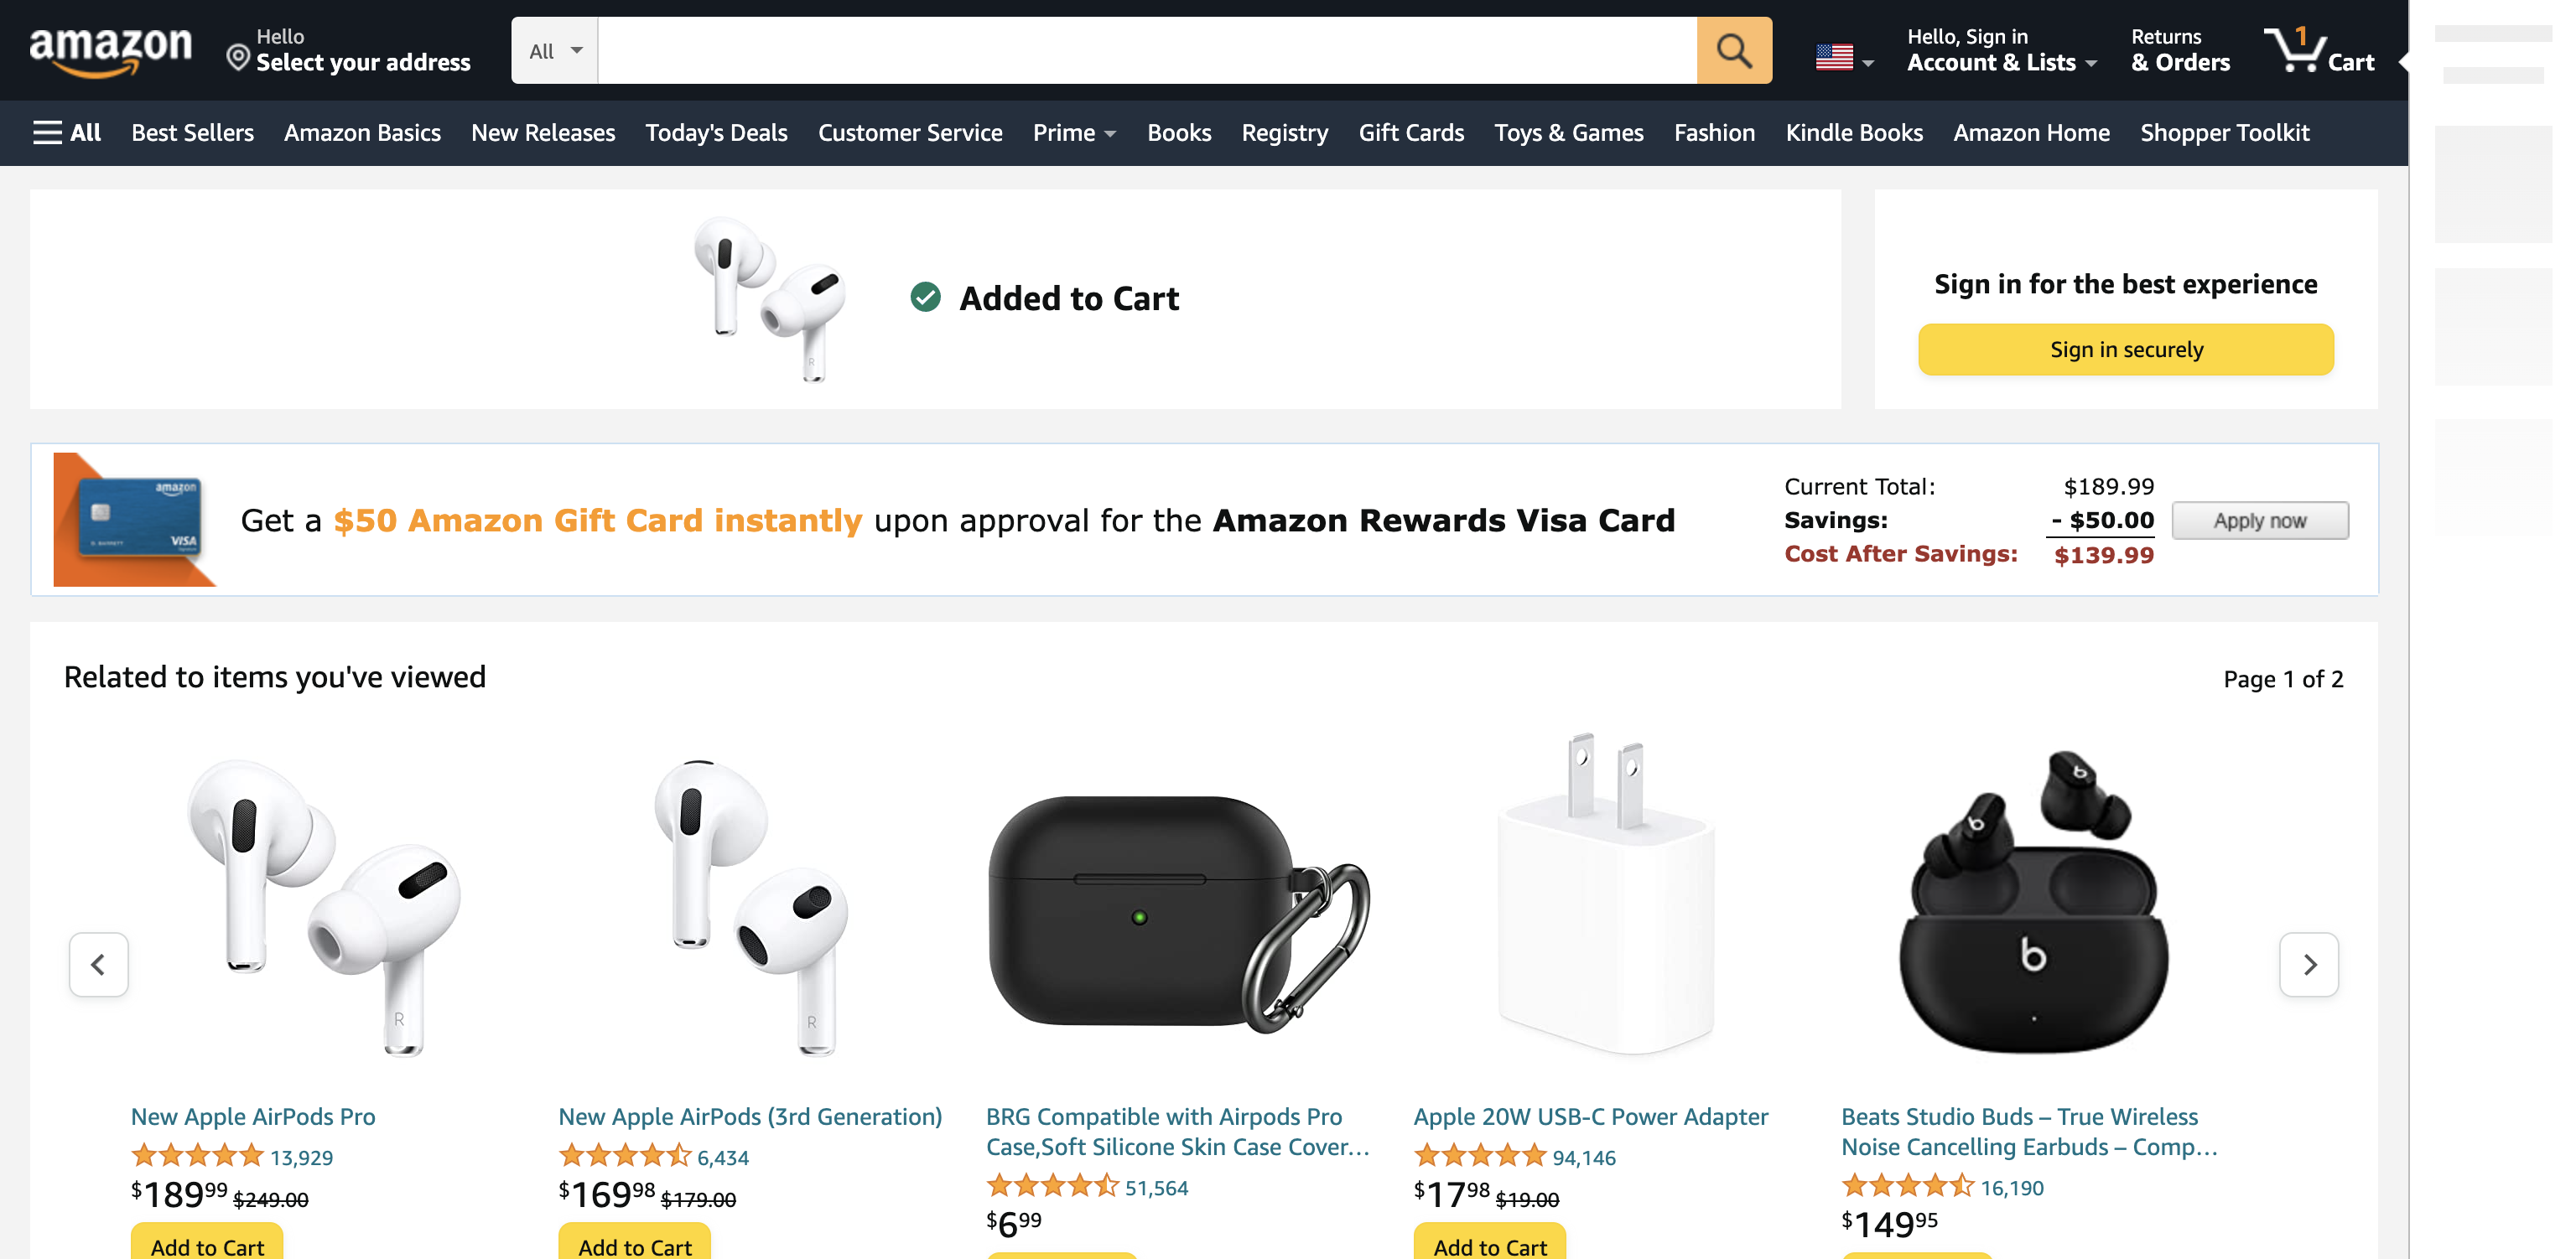 amazon
Hello
Select your address
All
Hello, Sign in
Account & Lists
Returns
& Orders
1
Cart
All
Best Sellers
Amazon Basics
New Releases
Today's Deals
Customer Service
Prime
Books
Registry
Gift Cards
Toys & Games
Fashion
Kindle Books
Amazon Home
Shopper Toolkit
R
Added to Cart
Sign in for the best experience
Sign in securely
amazon
VISA
Get a $50 Amazon Gift Card instantly upon approval for the Amazon Rewards Visa Card
Current Total: $189.99
Savings: - $50.00
Cost After Savings: $139.99
Apply now
Related to items you've viewed
Page 1 of 2
R
R
b
b
b
New Apple AirPods Pro
13,929
$189.99 $249.00
Add to Cart
New Apple AirPods (3rd Generation)
6,434
$169.98 $179.00
Add to Cart
BRG Compatible with Airpods Pro
Case,Soft Silicone Skin Case Cover...
51,564
$6.99
Apple 20W USB-C Power Adapter
94,146
$17.98 $19.00
Add to Cart
Beats Studio Buds – True Wireless
Noise Cancelling Earbuds – Comp...
16,190
$149.95